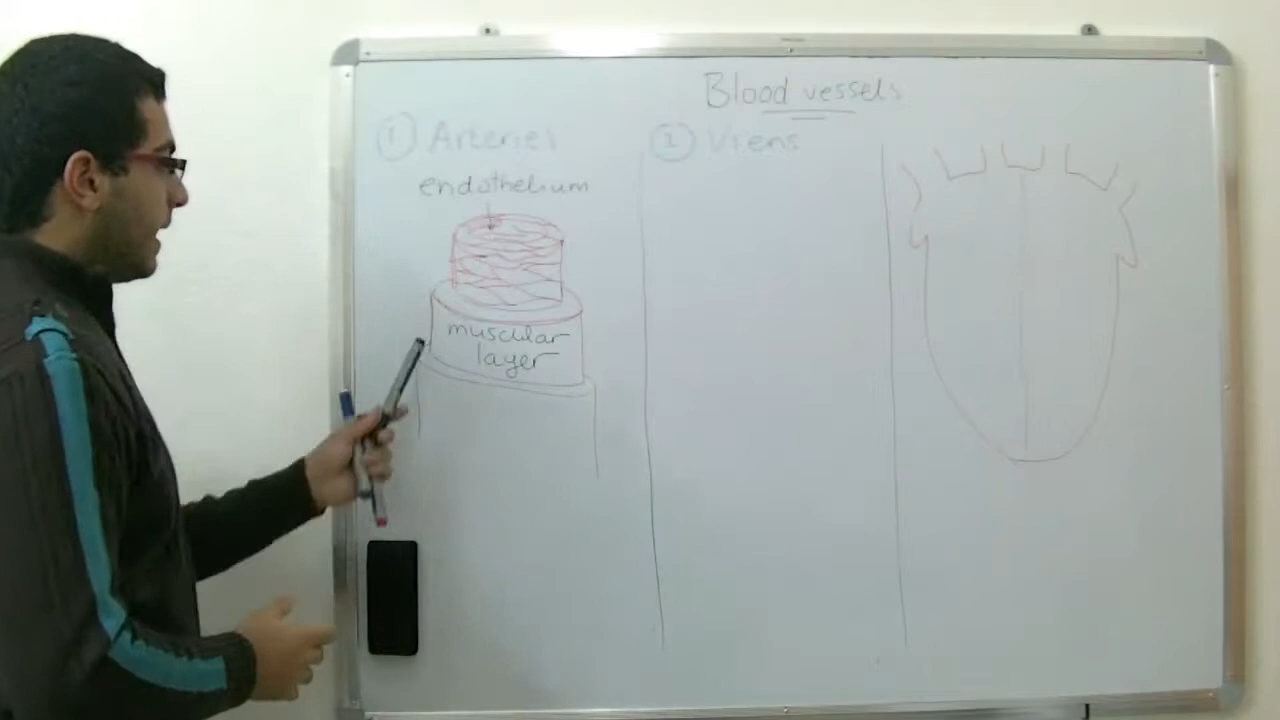 Blood vessels
1 Arteries
endothelium
muscular
layer
2 Viens